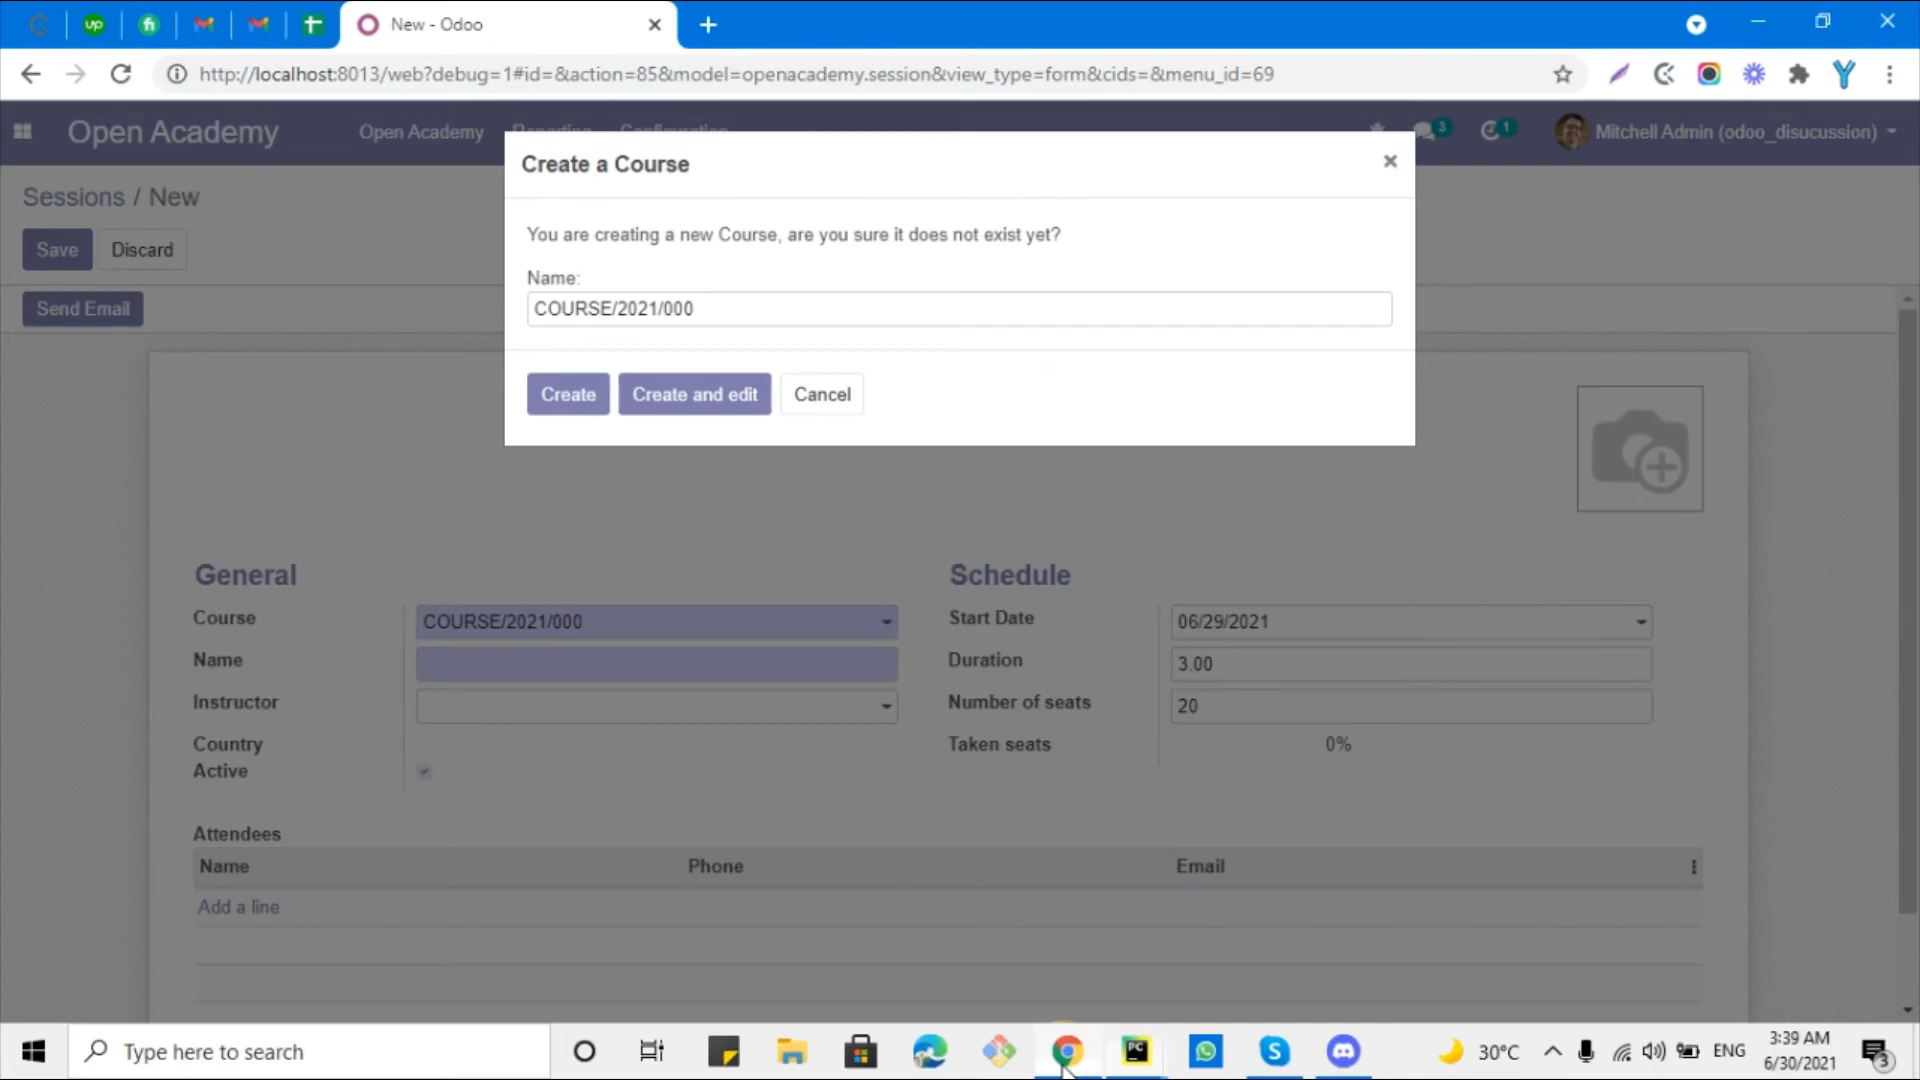 New - Odoo
http://localhost:8013/web?debug=1#id=&action=85&model=openacademy.session&view_type=form&cids=&menu_id=69
Open Academy
Open Academy
Reporting
Configuration
3
1
Mitchell Admin (odoo_disucussion)
Create a Course
Sessions / New
You are creating a new Course, are you sure it does not exist yet?
Save
Discard
Name:
COURSE/2021/000
Send Email
Create
Create and edit
Cancel
General
Schedule
Course
COURSE/2021/000
Start Date
06/29/2021
Name
Duration
3.00
Instructor
Number of seats
20
Country
Taken seats
0%
Active
Attendees
Name
Phone
Email
Add a line
Type here to search
30°C
ENG
3:39 AM
6/30/2021
3